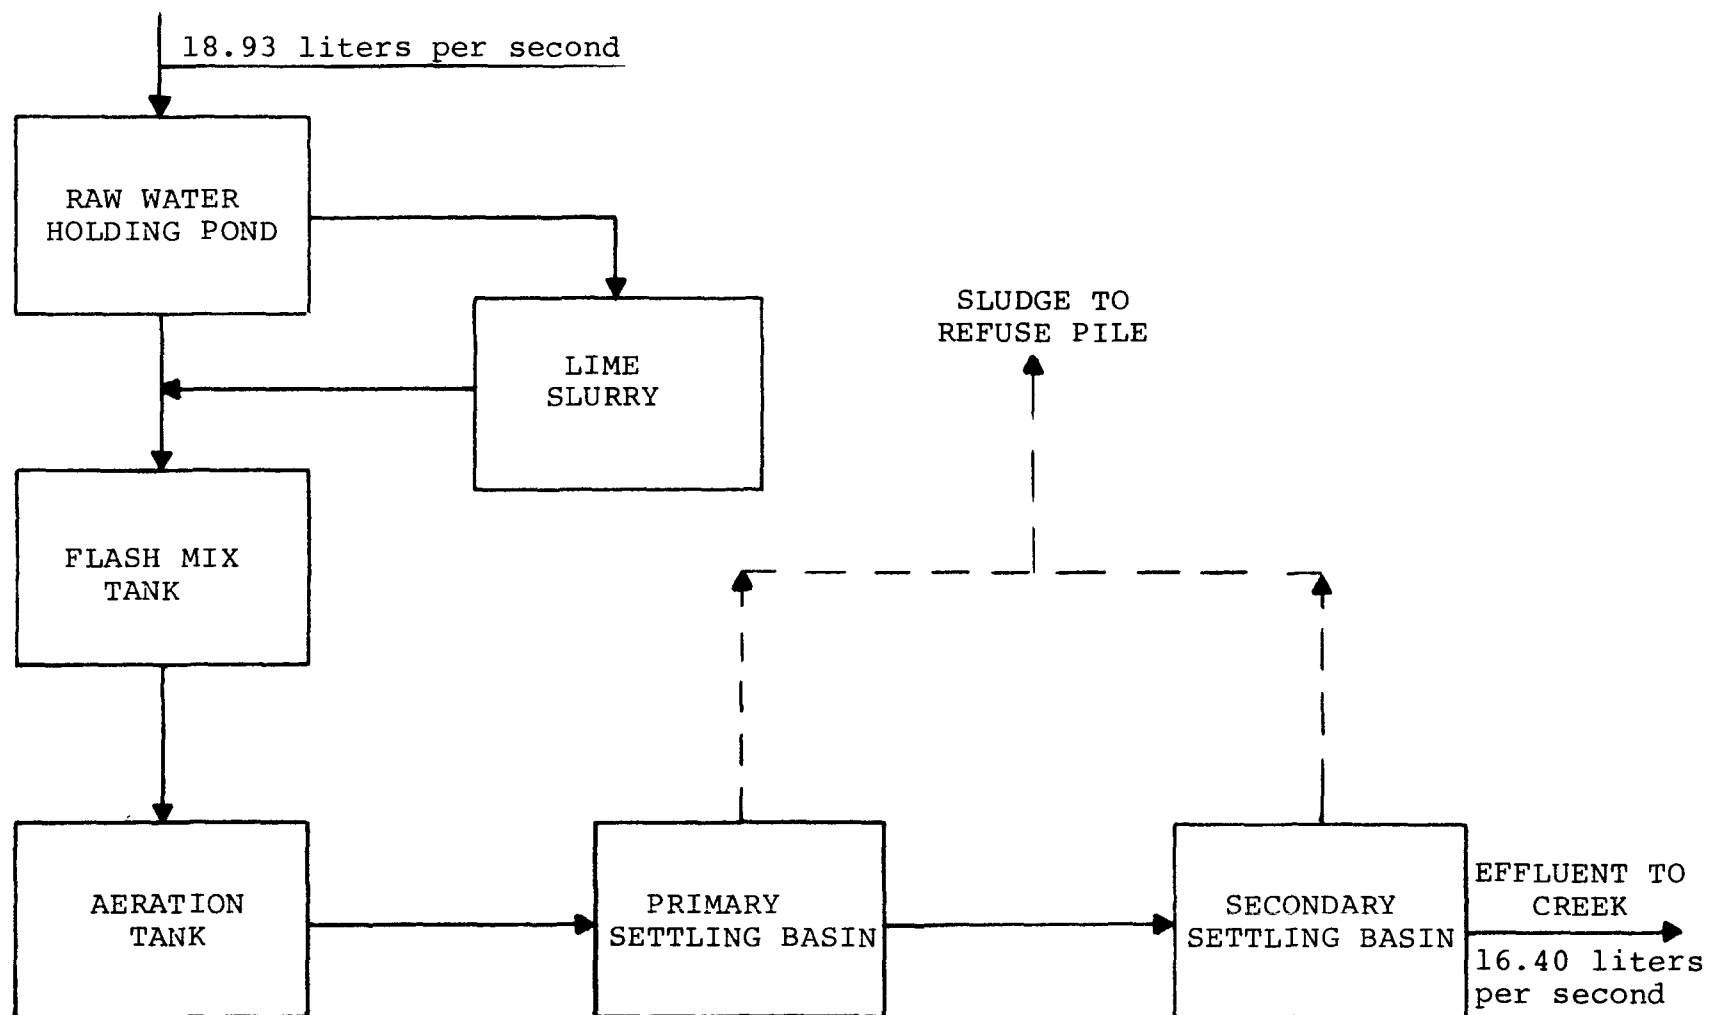 18.93 liters per second
RAW WATER
HOLDING POND
LIME
SLURRY
SLUDGE TO
REFUSE PILE
FLASH MIX
TANK
AERATION
TANK
PRIMARY
SETTLING BASIN
SECONDARY
SETTLING BASIN
EFFLUENT TO
CREEK
16.40 liters
per second